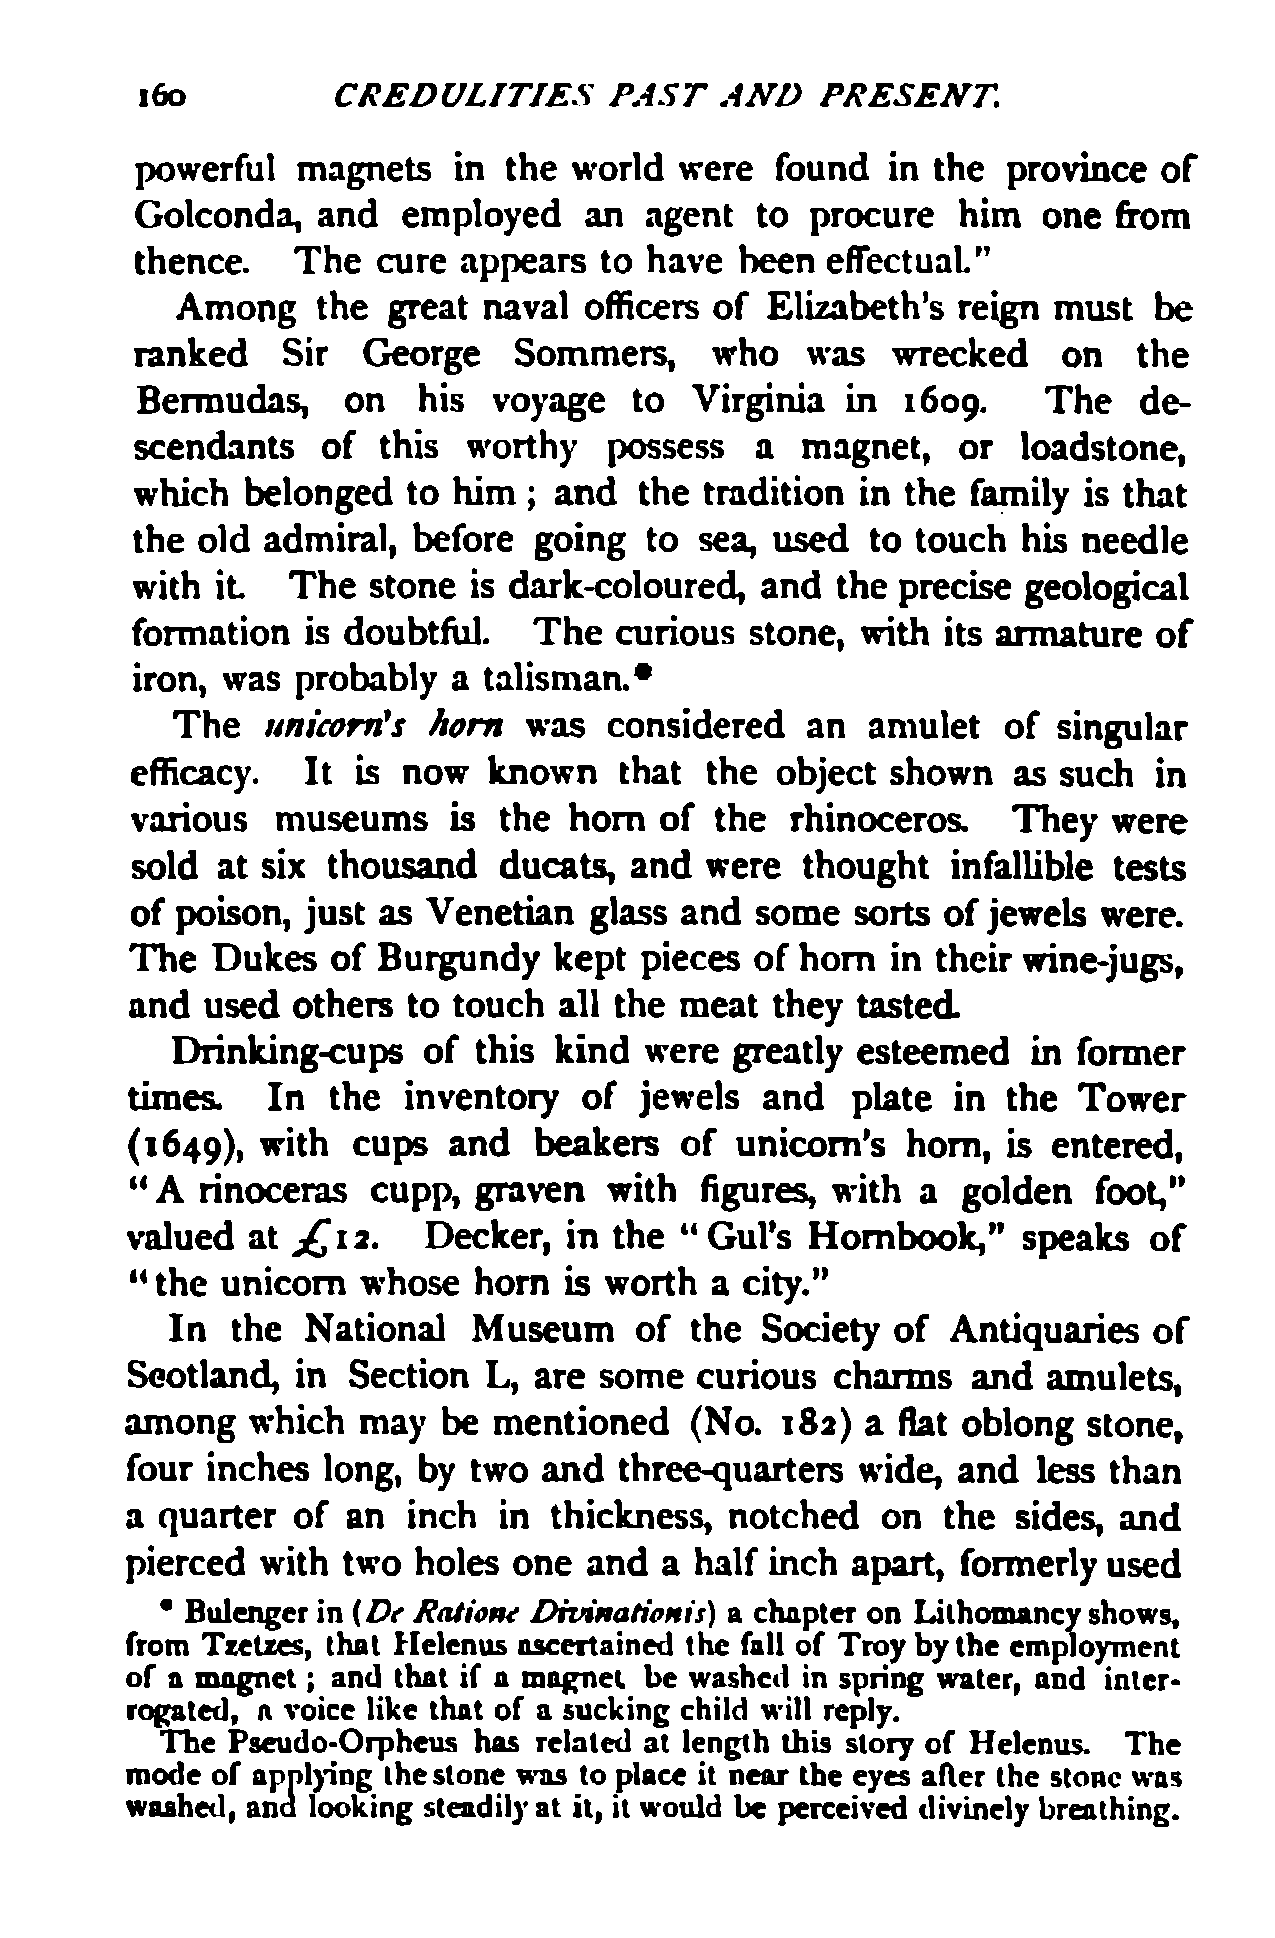 160 CREDULITIES PAST AND PRESENT.
powerful magnets in the world were found in the province of
Golconda, and employed an agent to procure him one from
thence. The cure appears to have been effectual."
Among the great naval officers of Elizabeth's reign must be
ranked Sir George Sommers, who was wrecked on the
Bermudas, on his voyage to Virginia in 1609. The de-
scendants of this worthy possess a magnet, or loadstone,
which belonged to him; and the tradition in the family is that
the old admiral, before going to sea, used to touch his needle
with it. The stone is dark-coloured, and the precise geological
formation is doubtful. The curious stone, with its armature of
iron, was probably a talisman.*
The unicorn's horn was considered an amulet of singular
efficacy. It is now known that the object shown as such in
various museums is the horn of the rhinoceros. They were
sold at six thousand ducats, and were thought infallible tests
of poison, just as Venetian glass and some sorts of jewels were.
The Dukes of Burgundy kept pieces of horn in their wine-jugs,
and used others to touch all the meat they tasted.
Drinking-cups of this kind were greatly esteemed in former
times. In the inventory of jewels and plate in the Tower
(1649), with cups and beakers of unicorn's horn, is entered,
"A rinoceras cupp, graven with figures, with a golden foot,"
valued at £12. Decker, in the "Gul's Hornbook," speaks of
"the unicorn whose horn is worth a city."
In the National Museum of the Society of Antiquaries of
Scotland, in Section L, are some curious charms and amulets,
among which may be mentioned (No. 182) a flat oblong stone,
four inches long, by two and three-quarters wide, and less than
a quarter of an inch in thickness, notched on the sides, and
pierced with two holes one and a half inch apart, formerly used
* Bulenger in (De Ratione Divinationis) a chapter on Lithomancy shows,
from Tzetzes, that Helenus ascertained the fall of Troy by the employment
of a magnet; and that if a magnet be washed in spring water, and inter-
rogated, a voice like that of a sucking child will reply.
The Pseudo-Orpheus has related at length this story of Helenus. The
mode of applying the stone was to place it near the eyes after the stone was
washed, and looking steadily at it, it would be perceived divinely breathing.